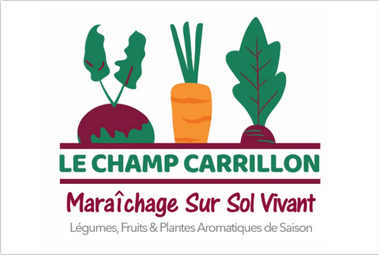 LE CHAMP CARRILLON
Maraîchage Sur Sol Vivant
Légumes, Fruits & Plantes Aromatiques de Saison